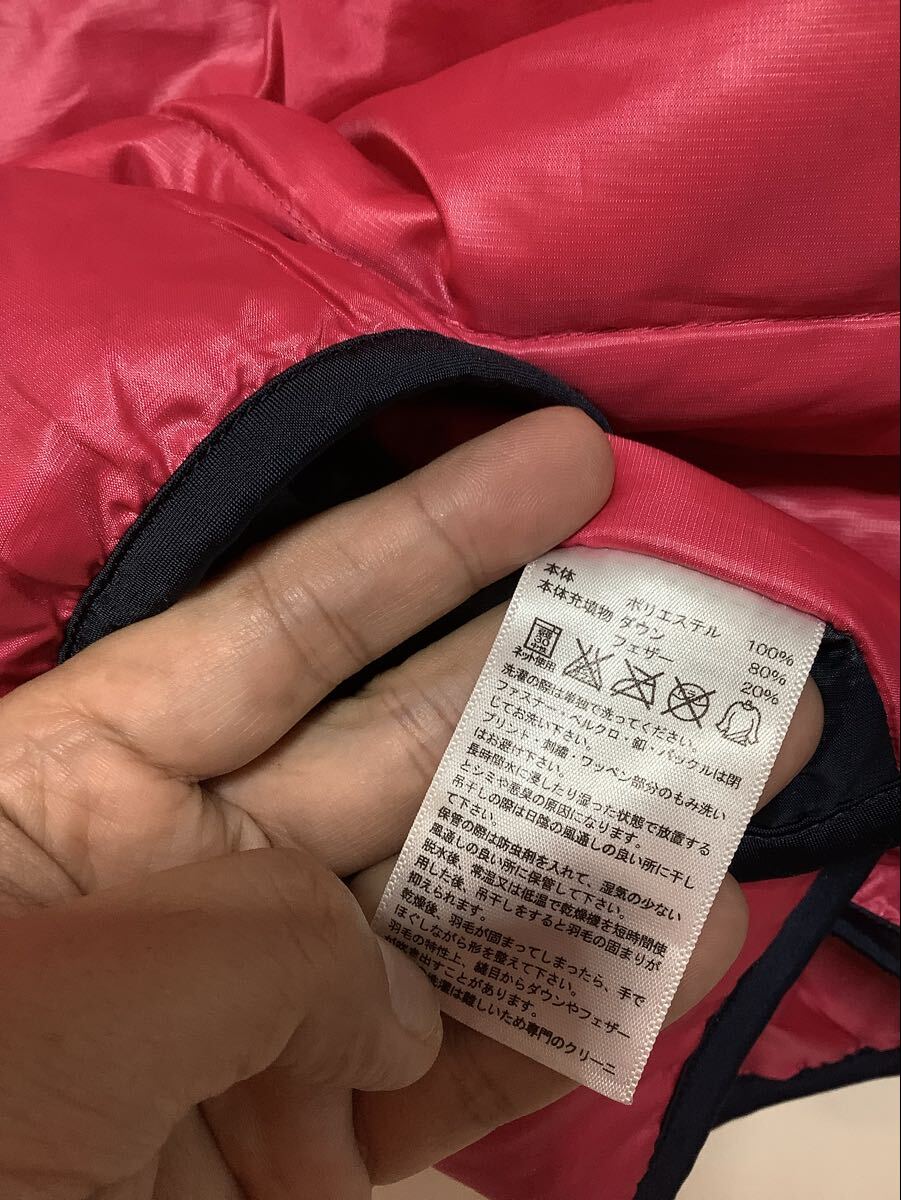 本体 ポリエステル 100%
本体充填物 ダウン 80%
フェザー 20%
ネット使用
洗濯の際は単独で洗ってください。
ファスナー・ベルクロ・釦・バックルは閉
してお洗い下さい。
プリント・刺繍・ワッペン部分のもみ洗い
はお避け下さい。
長時間水に浸したり湿った状態で放置する
とシミや悪臭の原因になります。
吊干しの際は日陰の風通しの良い所に干し
て下さい。
保管の際は防虫剤を入れて、湿気の少ない
風通しの良い所に保管して下さい。
脱水後、常温又は低温で乾燥機を短時間使
用した後、吊干しをすると羽毛の固まりが
抑えられます。
乾燥後、羽毛が固まってしまったら、手で
ほぐしながら形を整えて下さい。
羽毛の特性上、縫目からダウンやフェザー
が吹き出すことがあります。
洗濯は難しいため専門のクリーニ